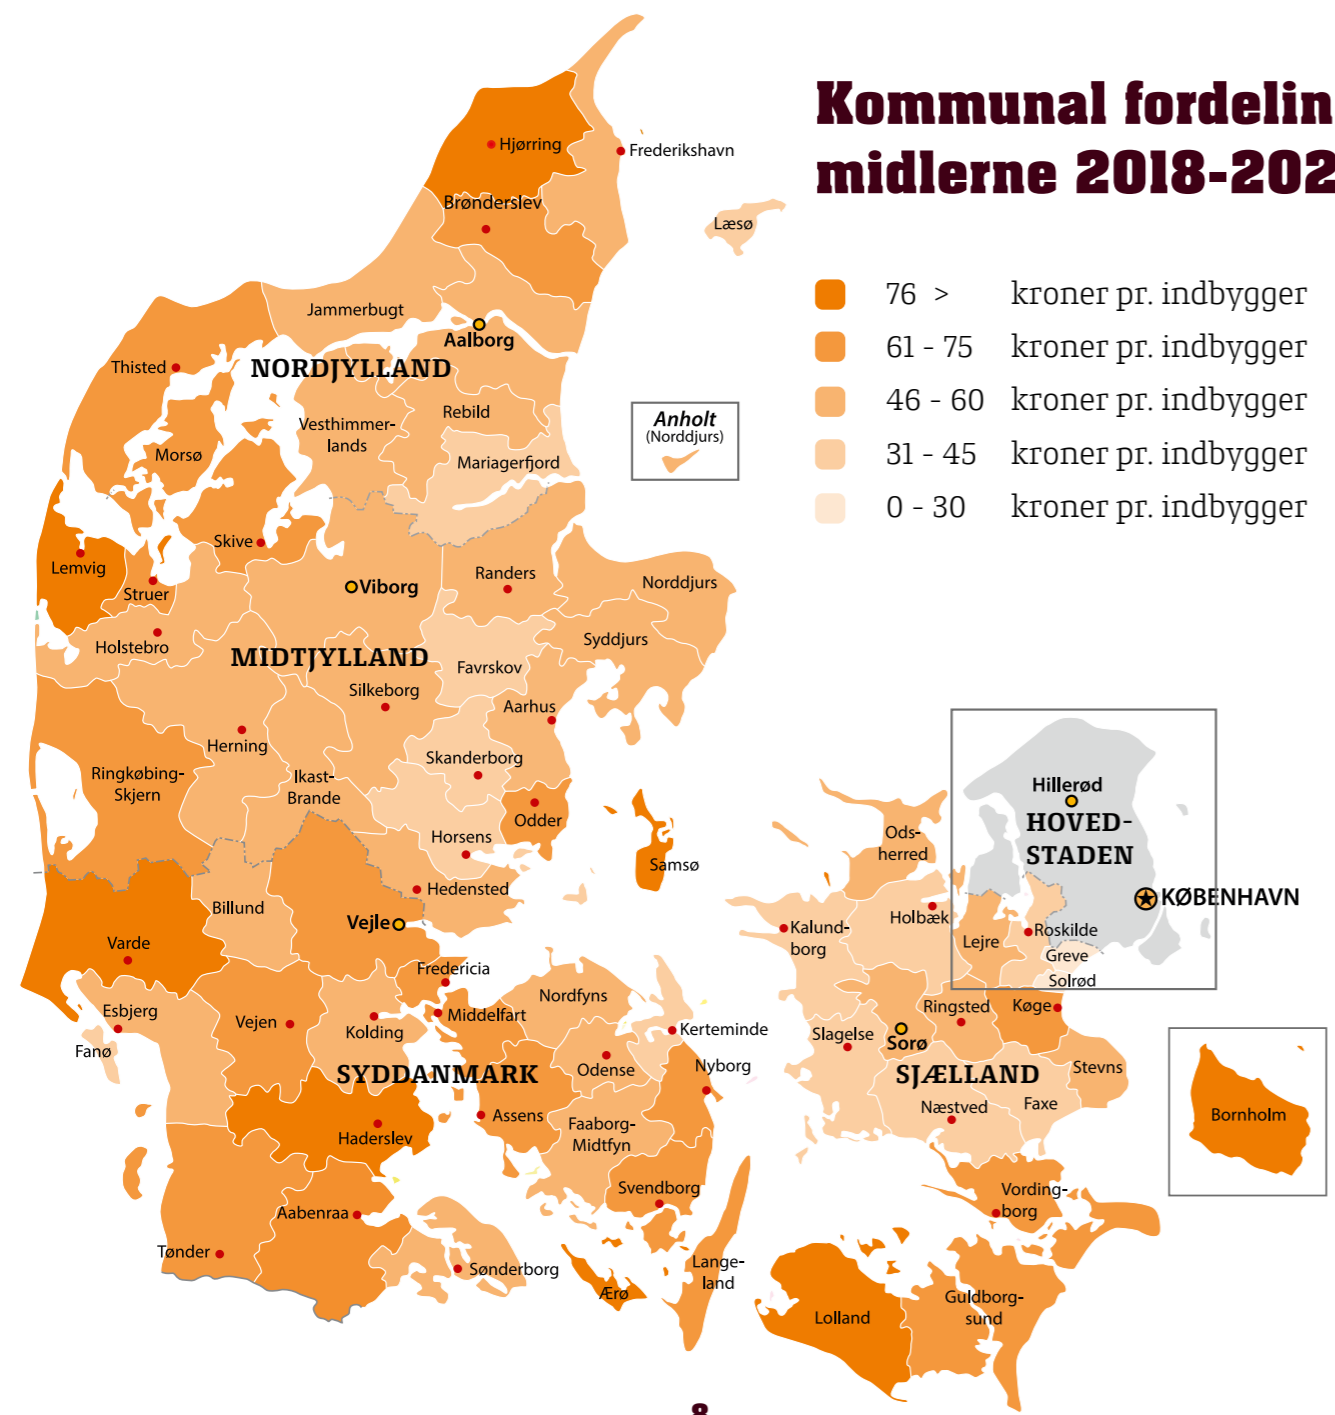 Kommunal fordelin
midlerne 2018-202
76 > kroner pr. indbygger
61 - 75 kroner pr. indbygger
46 - 60 kroner pr. indbygger
31 - 45 kroner pr. indbygger
0 - 30 kroner pr. indbygger
Hjørring
Frederikshavn
Brønderslev
Læsø
Jammerbugt
Aalborg
Thisted
NORDJYLLAND
Vesthimmer-
lands
Rebild
Morsø
Mariagerfjord
Anholt
(Norddjurs)
Skive
Lemvig
Struer
Viborg
Randers
Norddjurs
Holstebro
MIDTJYLLAND
Favrskov
Syddjurs
Silkeborg
Aarhus
Herning
Skanderborg
Ringkøbing-
Skjern
Ikast-
Brande
Odder
Horsens
Samsø
Hedensted
Billund
Vejle
Varde
Fredericia
Esbjerg
Vejen
Kolding
Middelfart
Nordfyns
Kerteminde
Fanø
SYDDANMARK
Odense
Nyborg
Assens
Faaborg-
Midtfyn
Haderslev
Svendborg
Aabenraa
Tønder
Sønderborg
Ærø
Lange-
land
Hillerød
HOVED-
STADEN
KØBENHAVN
Ods-
herred
Holbæk
Kalund-
borg
Lejre
Roskilde
Greve
Solrød
Ringsted
Køge
Slagelse
Sorø
SJÆLLAND
Stevns
Næstved
Faxe
Bornholm
Vording-
borg
Lolland
Guldborg-
sund
8